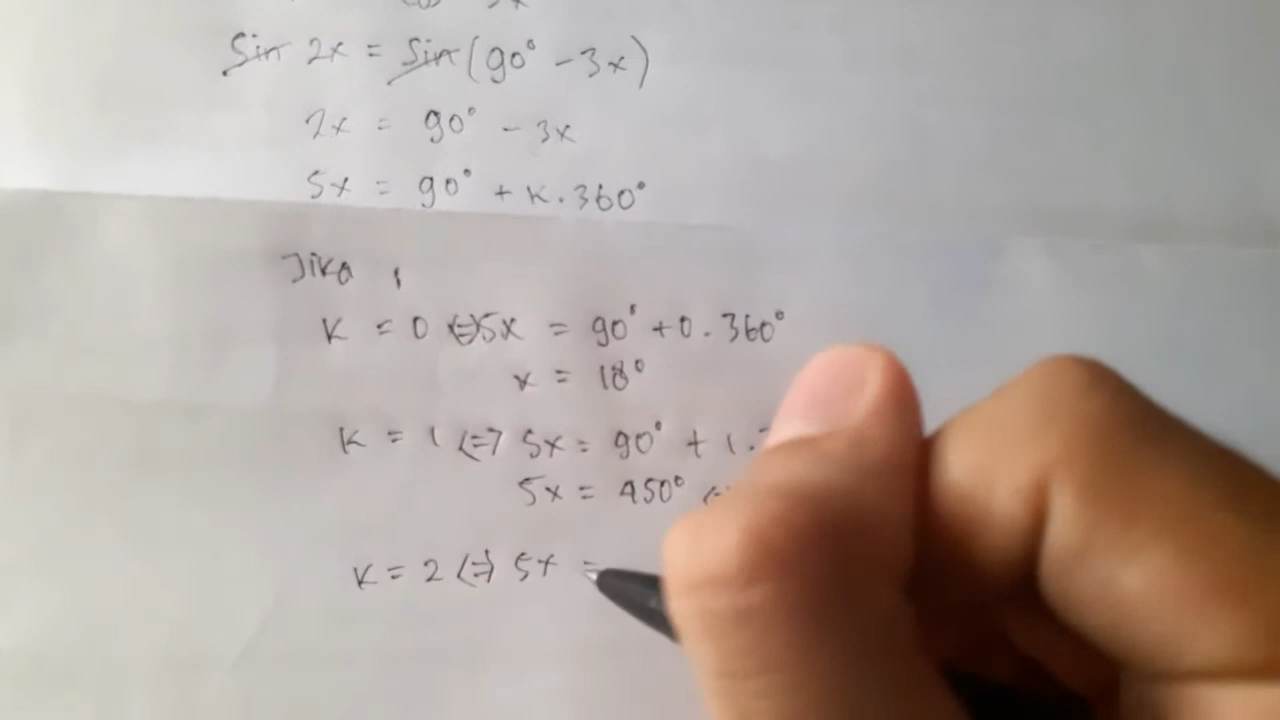 Sin 2x = Sin(90° - 3x)
2x = 90° - 3x
5x = 90° + K.360°
Jika,
K = 0 <=> 5x = 90° + 0.360°
x = 18°
K = 1 <=> 5x = 90° + 1.
5x = 450°
K = 2 <=> 5x =